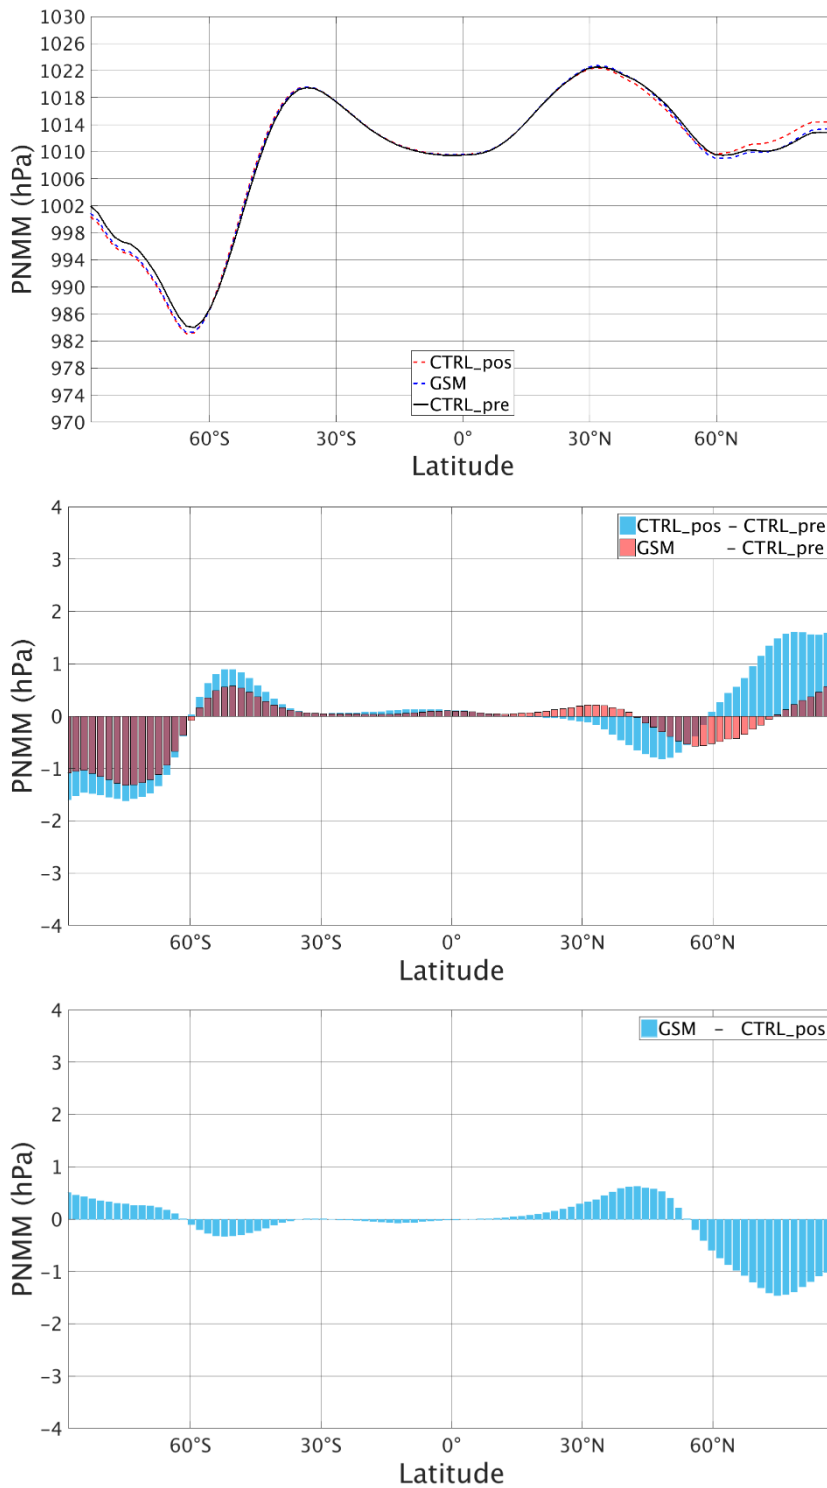 1030
1026
1022
1018
1014
1010
1006
1002
998
994
990
986
982
978
974
970
PNMM (hPa)
CTRL_pos
GSM
CTRL_pre
60°S 30°S 0° 30°N 60°N
Latitude
4
3
2
1
0
−1
−2
−3
−4
PNMM (hPa)
CTRL_pos − CTRL_pre
GSM − CTRL_pre
60°S 30°S 0° 30°N 60°N
Latitude
4
3
2
1
0
−1
−2
−3
−4
PNMM (hPa)
GSM − CTRL_pos
60°S 30°S 0° 30°N 60°N
Latitude